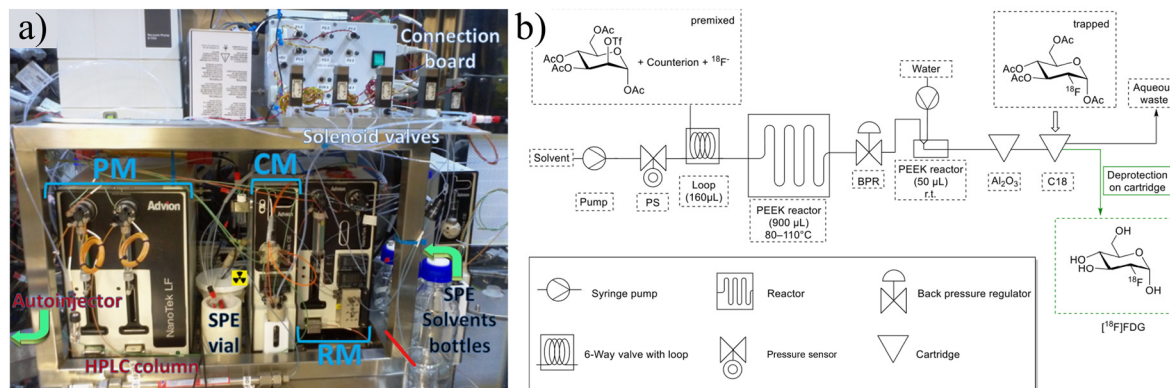 a)
Connection
board
Solenoid valves
PM
CM
Advion
Advion
NanoTek LF
Autoinjector
SPE
vial
HPLC column
RM
SPE
Solvents
bottles
b)
premixed
OAc
OTf
AcO
AcO
OAc
+ Counterion + ¹⁸F⁻
trapped
OAc
AcO
AcO
¹⁸F
OAc
Water
Aqueous
waste
Solvent
Pump
PS
Loop
(160µL)
PEEK reactor
(900 µL)
80–110°C
BPR
PEEK reactor
(50 µL)
r.t.
Al₂O₃
C18
Deprotection
on cartridge
OH
HO
HO
¹⁸F
OH
[¹⁸F]FDG
Syringe pump
Reactor
Back pressure regulator
6-Way valve with loop
Pressure sensor
Cartridge